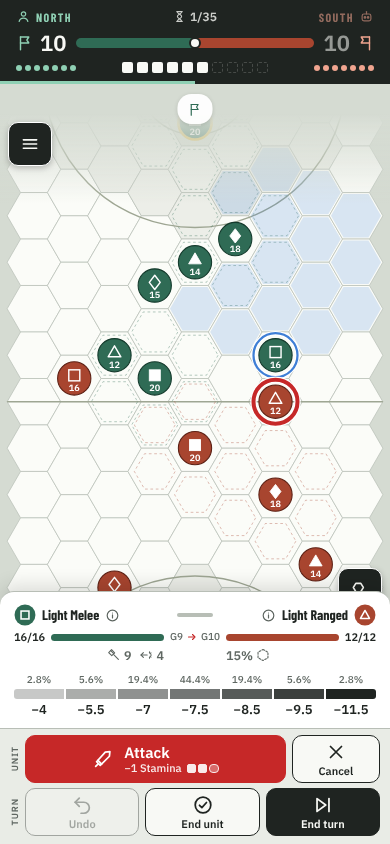 NORTH
1/35
SOUTH
10
10
20
18
14
15
12
16
16
20
12
20
18
14
Light Melee
Light Ranged
16/16
G9 → G10
12/12
9
4
15%
2.8% 5.6% 19.4% 44.4% 19.4% 5.6% 2.8%
−4 −5.5 −7 −7.5 −8.5 −9.5 −11.5
UNIT
Attack
−1 Stamina
Cancel
TURN
Undo
End unit
End turn